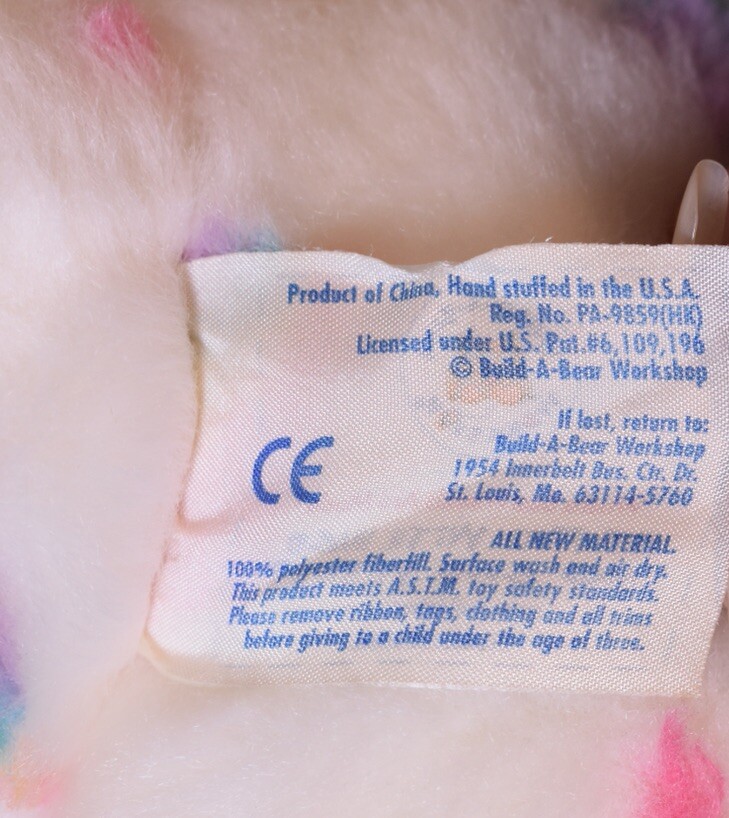 Product of China, Hand stuffed in the U.S.A.
Reg. No. PA-9859(HK)
Licensed under U.S. Pat.#6,109,196
© Build-A-Bear Workshop
If lost, return to:
Build-A-Bear Workshop
1954 Innerbelt Bus. Ctr. Dr.
St. Louis, Mo. 63114-5760
CE
ALL NEW MATERIAL.
100% polyester fiberfill. Surface wash and air dry.
This product meets A.S.T.M. toy safety standards.
Please remove ribbon, tags, clothing and all trims
before giving to a child under the age of three.